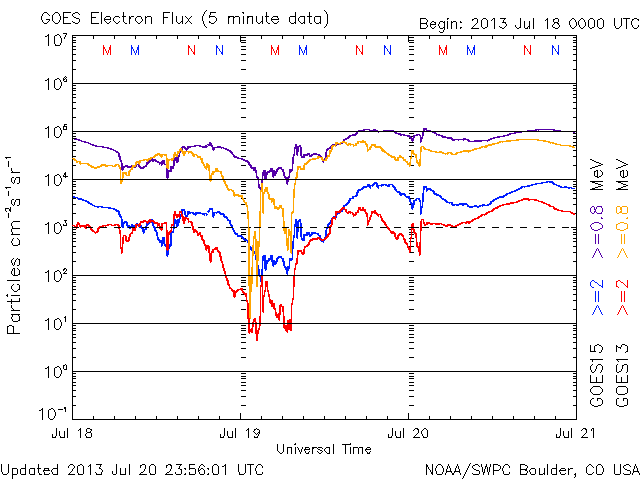 GOES Electron Flux (5 minute data)
Begin: 2013 Jul 18 0000 UTC
10⁷
10⁶
10⁵
10⁴
10³
10²
10¹
10⁰
10⁻¹
Particles cm⁻²s⁻¹sr⁻¹
M M N N M M N N M M N N
Jul 18 Jul 19 Jul 20 Jul 21
Universal Time
GOES15 >=2 >=0.8 MeV
GOES13 >=2 >=0.8 MeV
Updated 2013 Jul 20 23:56:01 UTC
NOAA/SWPC Boulder, CO USA